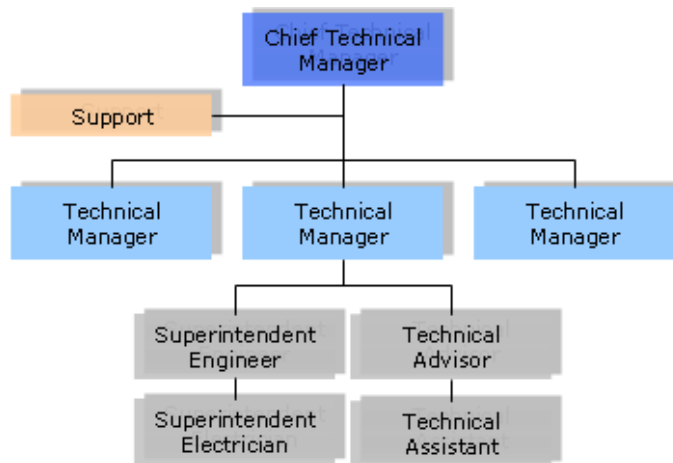 Chief Technical
Manager
Support
Technical
Manager
Technical
Manager
Technical
Manager
Superintendent
Engineer
Technical
Advisor
Superintendent
Electrician
Technical
Assistant